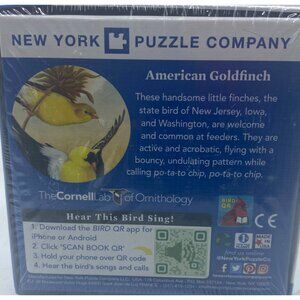 NEW YORK PUZZLE COMPANY
American Goldfinch
These handsome little finches, the
state bird of New Jersey, Iowa,
and Washington, are welcome
and common at feeders. They
are active and acrobatic, flying with
a bouncy, undulating pattern while
calling po-ta-to chip, po-ta-to chip.
TheCornellLab of Ornithology
Hear This Bird Sing!
1. Download the BIRD QR app for
iPhone or Android
2. Click 'SCAN BOOK QR'
3. Hold your phone over QR code
4. Hear the bird's songs and calls
BIRD QR
CE
@NewYorkPuzzleCo